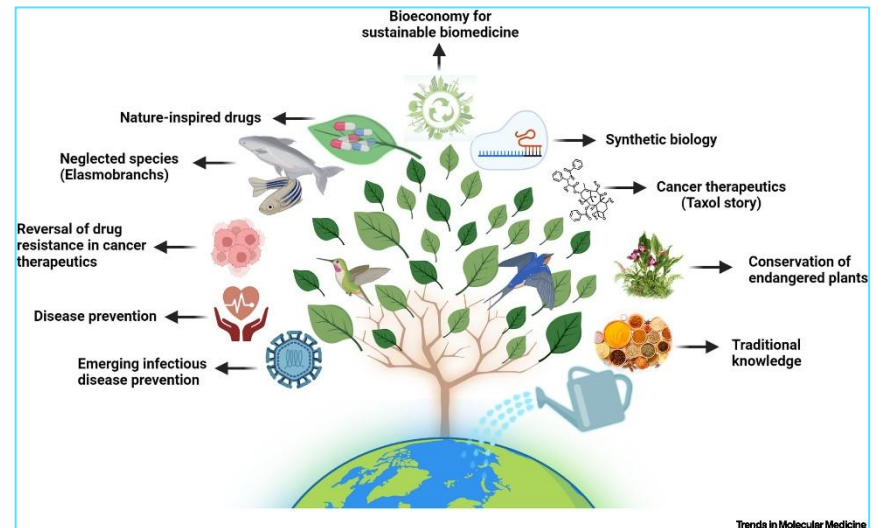 Bioeconomy for
sustainable biomedicine
Nature-inspired drugs
Synthetic biology
Neglected species
(Elasmobranchs)
Cancer therapeutics
(Taxol story)
Reversal of drug
resistance in cancer
therapeutics
Conservation of
endangered plants
Disease prevention
Traditional
knowledge
Emerging infectious
disease prevention
Trends in Molecular Medicine